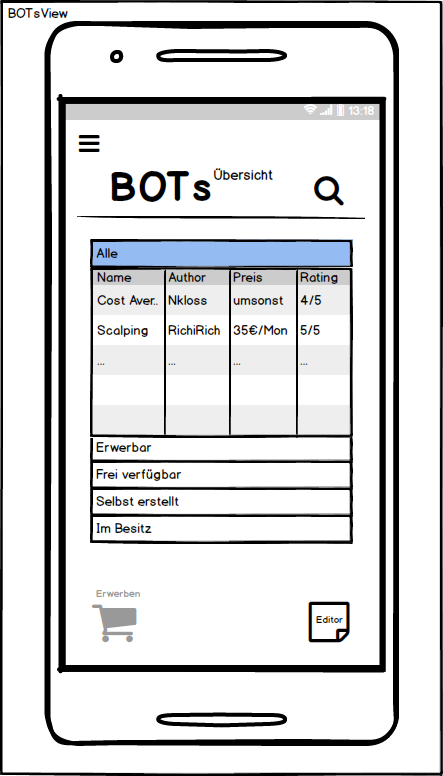 BOTsView
13:18
BOTs Übersicht
Alle
Name Author Preis Rating
Cost Aver.. Nkloss umsonst 4/5
Scalping RichiRich 35€/Mon 5/5
... ... ... ...
Erwerbar
Frei verfügbar
Selbst erstellt
Im Besitz
Erwerben
Editor